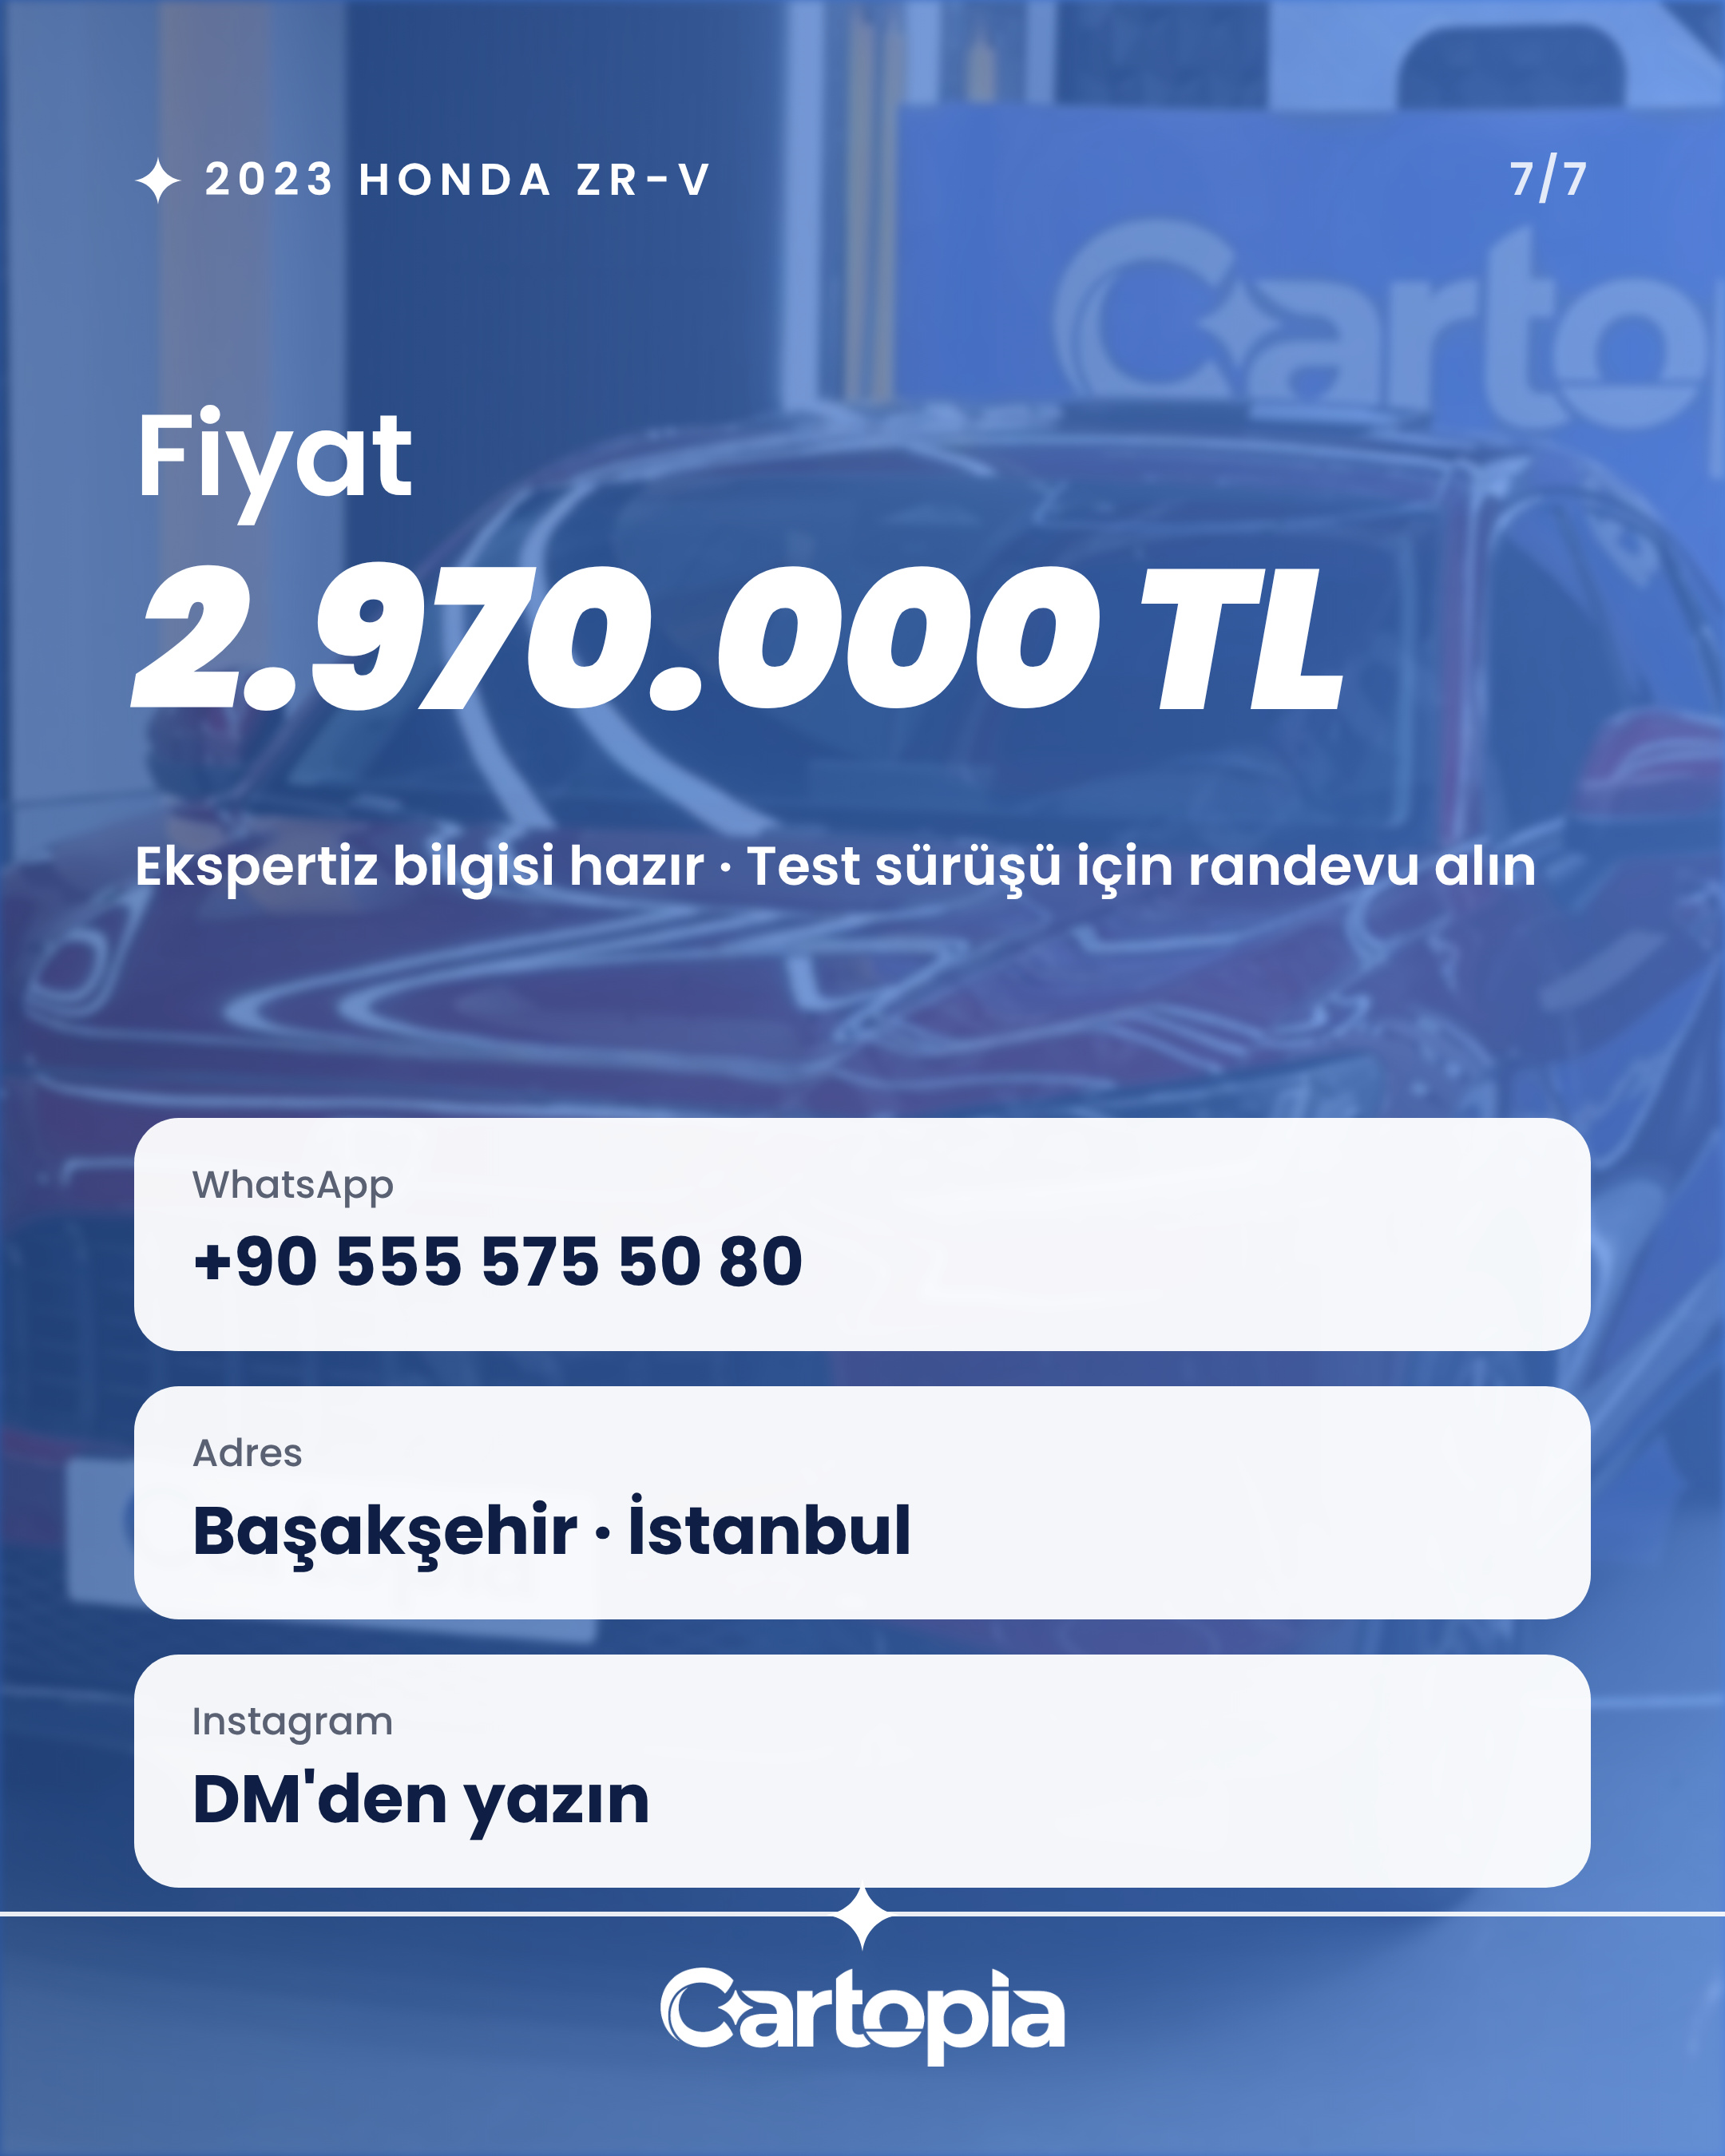 2023 HONDA ZR-V
7/7
Carto
Fiyat
2.970.000 TL
Ekspertiz bilgisi hazır · Test sürüşü için randevu alın
WhatsApp
+90 555 575 50 80
Adres
Başakşehir · İstanbul
Instagram
DM'den yazın
Cartopia